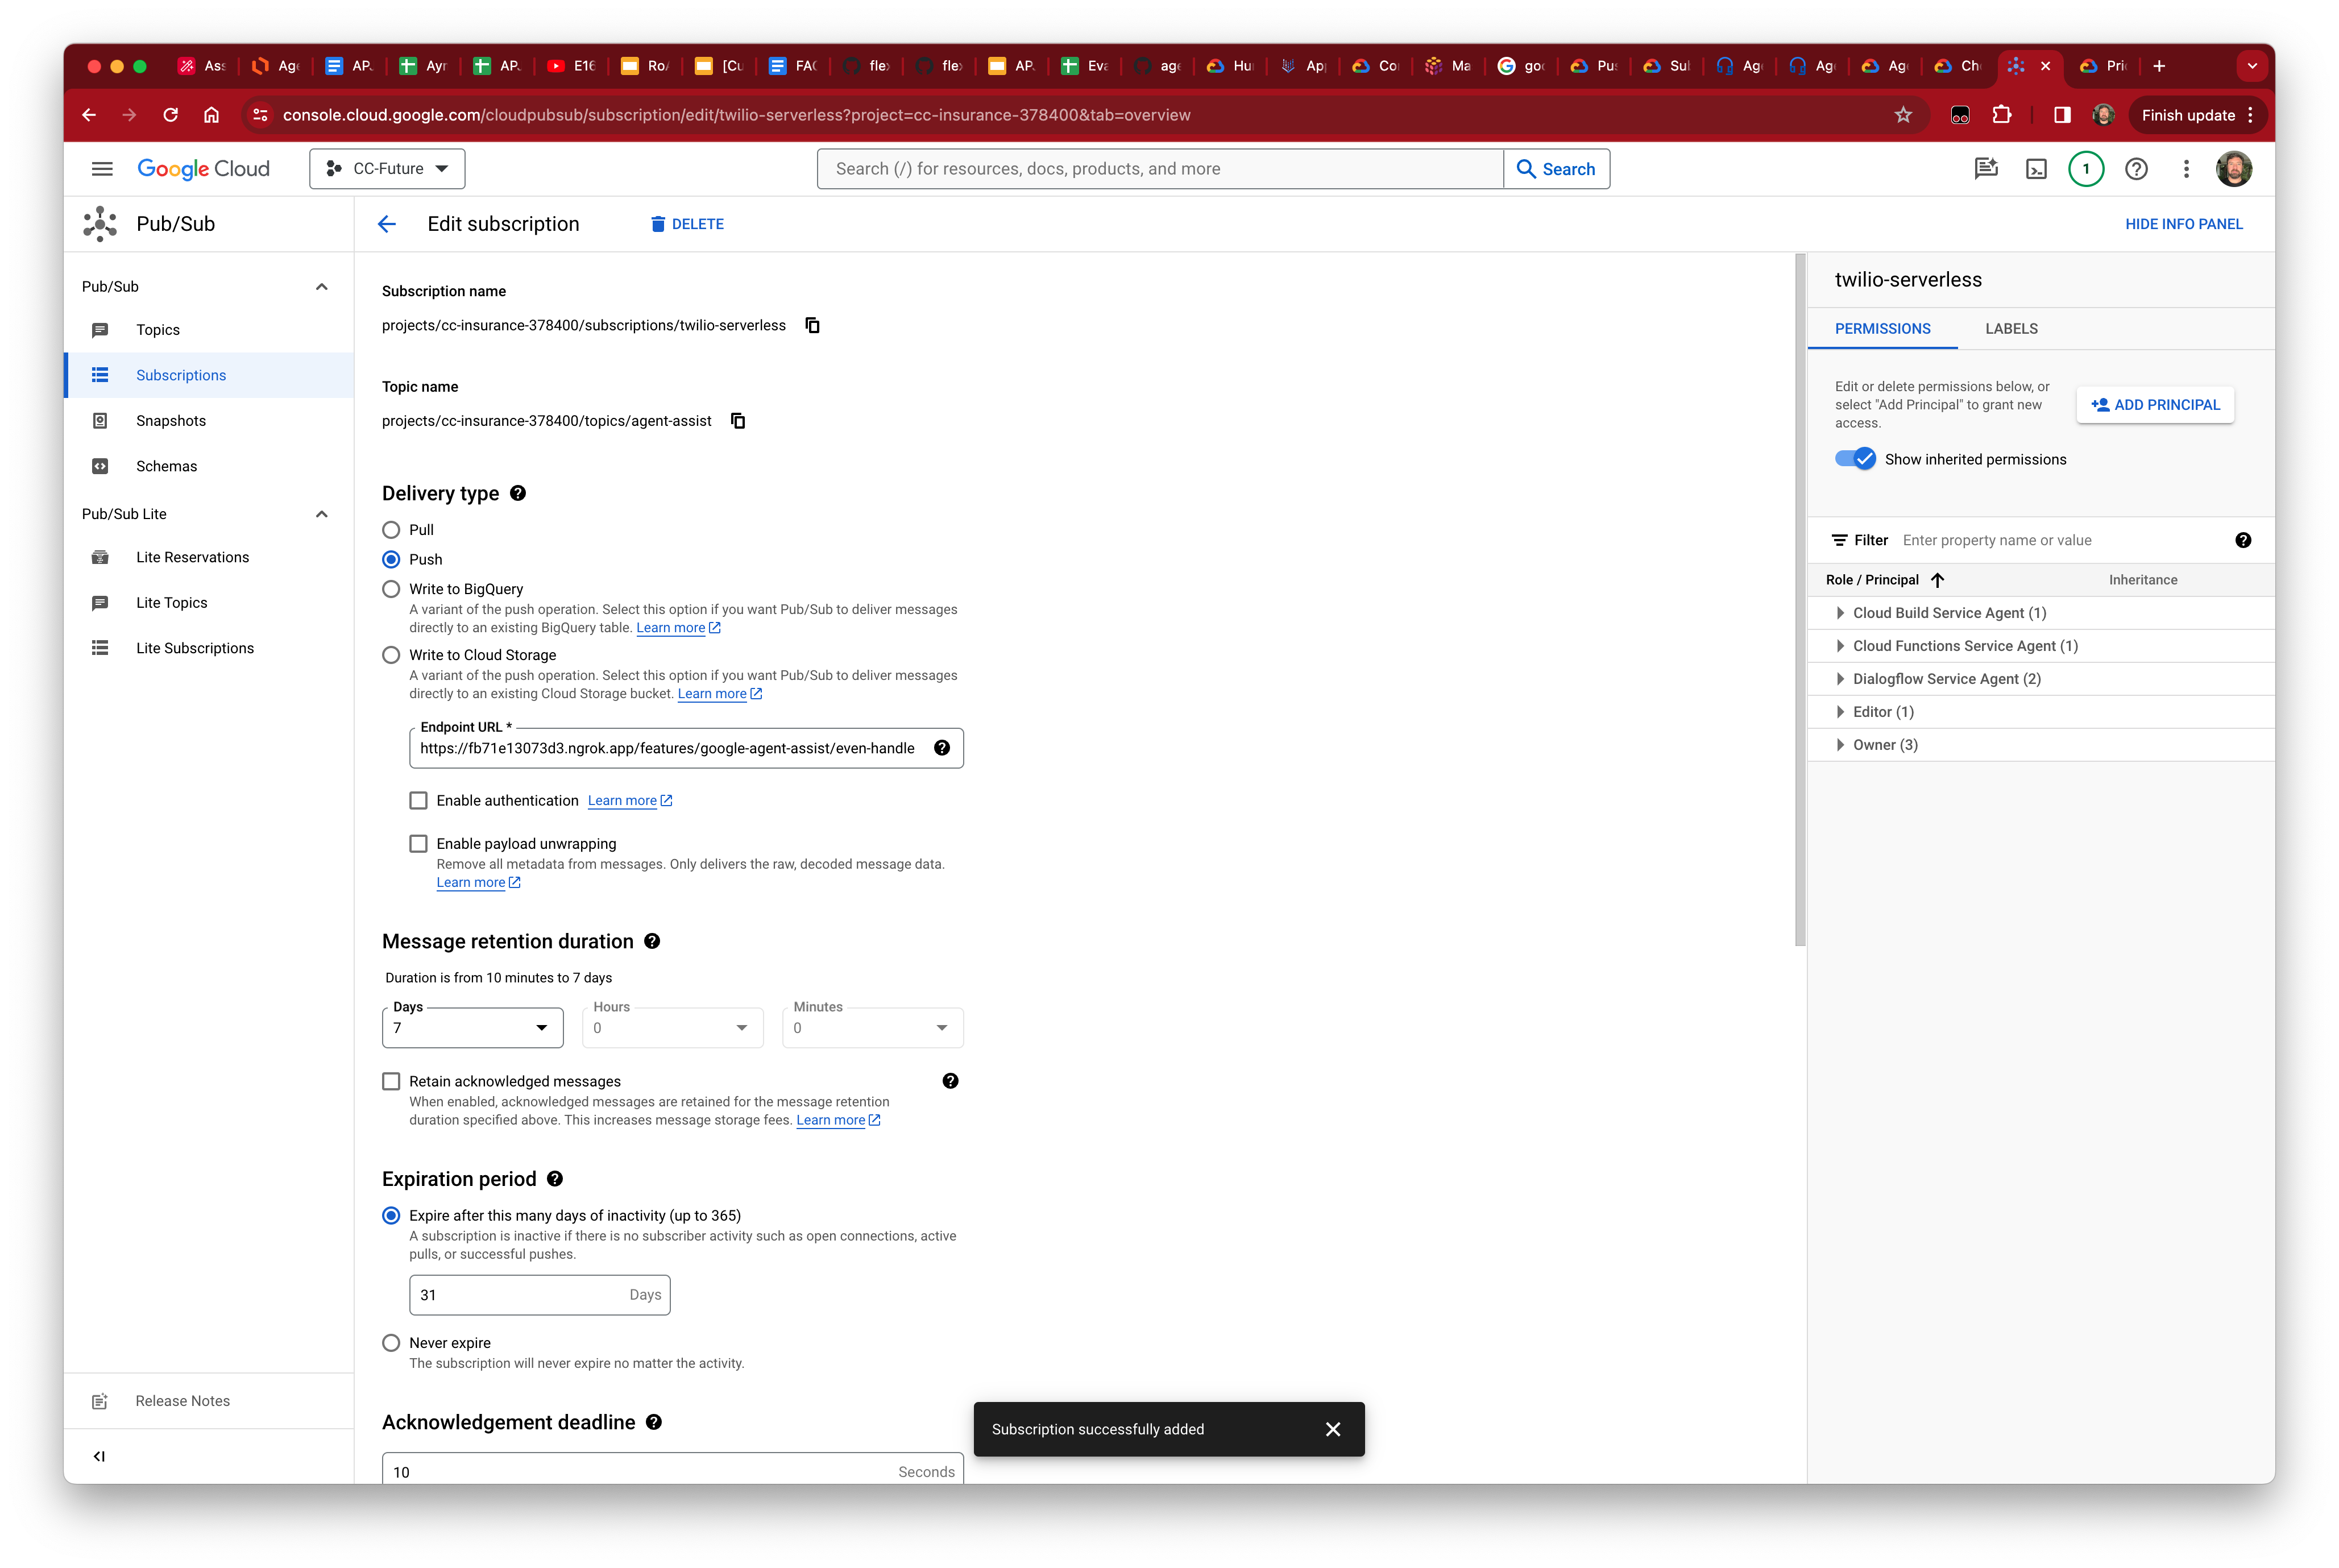 Ass
Age
AP.
Ayr
AP.
E16
Ro
[Cu
FAQ
fle
fle
AP.
Eva
age
Hu
App
Co
Ma
goo
Pus
Sub
Age
Age
Age
Che
Pric
console.cloud.google.com/cloudpubsub/subscription/edit/twilio-serverless?project=cc-insurance-378400&tab=overview
Finish update
Google Cloud
CC-Future
Search (/) for resources, docs, products, and more
Search
1
Pub/Sub
Edit subscription
DELETE
HIDE INFO PANEL
Pub/Sub
Topics
Subscriptions
Snapshots
Schemas
Pub/Sub Lite
Lite Reservations
Lite Topics
Lite Subscriptions
Release Notes
Subscription name
projects/cc-insurance-378400/subscriptions/twilio-serverless
Topic name
projects/cc-insurance-378400/topics/agent-assist
Delivery type
Pull
Push
Write to BigQuery
A variant of the push operation. Select this option if you want Pub/Sub to deliver messages
directly to an existing BigQuery table. Learn more
Write to Cloud Storage
A variant of the push operation. Select this option if you want Pub/Sub to deliver messages
directly to an existing Cloud Storage bucket. Learn more
Endpoint URL *
https://fb71e13073d3.ngrok.app/features/google-agent-assist/even-handle
Enable authentication Learn more
Enable payload unwrapping
Remove all metadata from messages. Only delivers the raw, decoded message data.
Learn more
Message retention duration
Duration is from 10 minutes to 7 days
Days
7
Hours
0
Minutes
0
Retain acknowledged messages
When enabled, acknowledged messages are retained for the message retention
duration specified above. This increases message storage fees. Learn more
Expiration period
Expire after this many days of inactivity (up to 365)
A subscription is inactive if there is no subscriber activity such as open connections, active
pulls, or successful pushes.
31 Days
Never expire
The subscription will never expire no matter the activity.
Acknowledgement deadline
10 Seconds
Subscription successfully added
twilio-serverless
PERMISSIONS
LABELS
Edit or delete permissions below, or
select "Add Principal" to grant new
access.
ADD PRINCIPAL
Show inherited permissions
Filter Enter property name or value
Role / Principal Inheritance
Cloud Build Service Agent (1)
Cloud Functions Service Agent (1)
Dialogflow Service Agent (2)
Editor (1)
Owner (3)